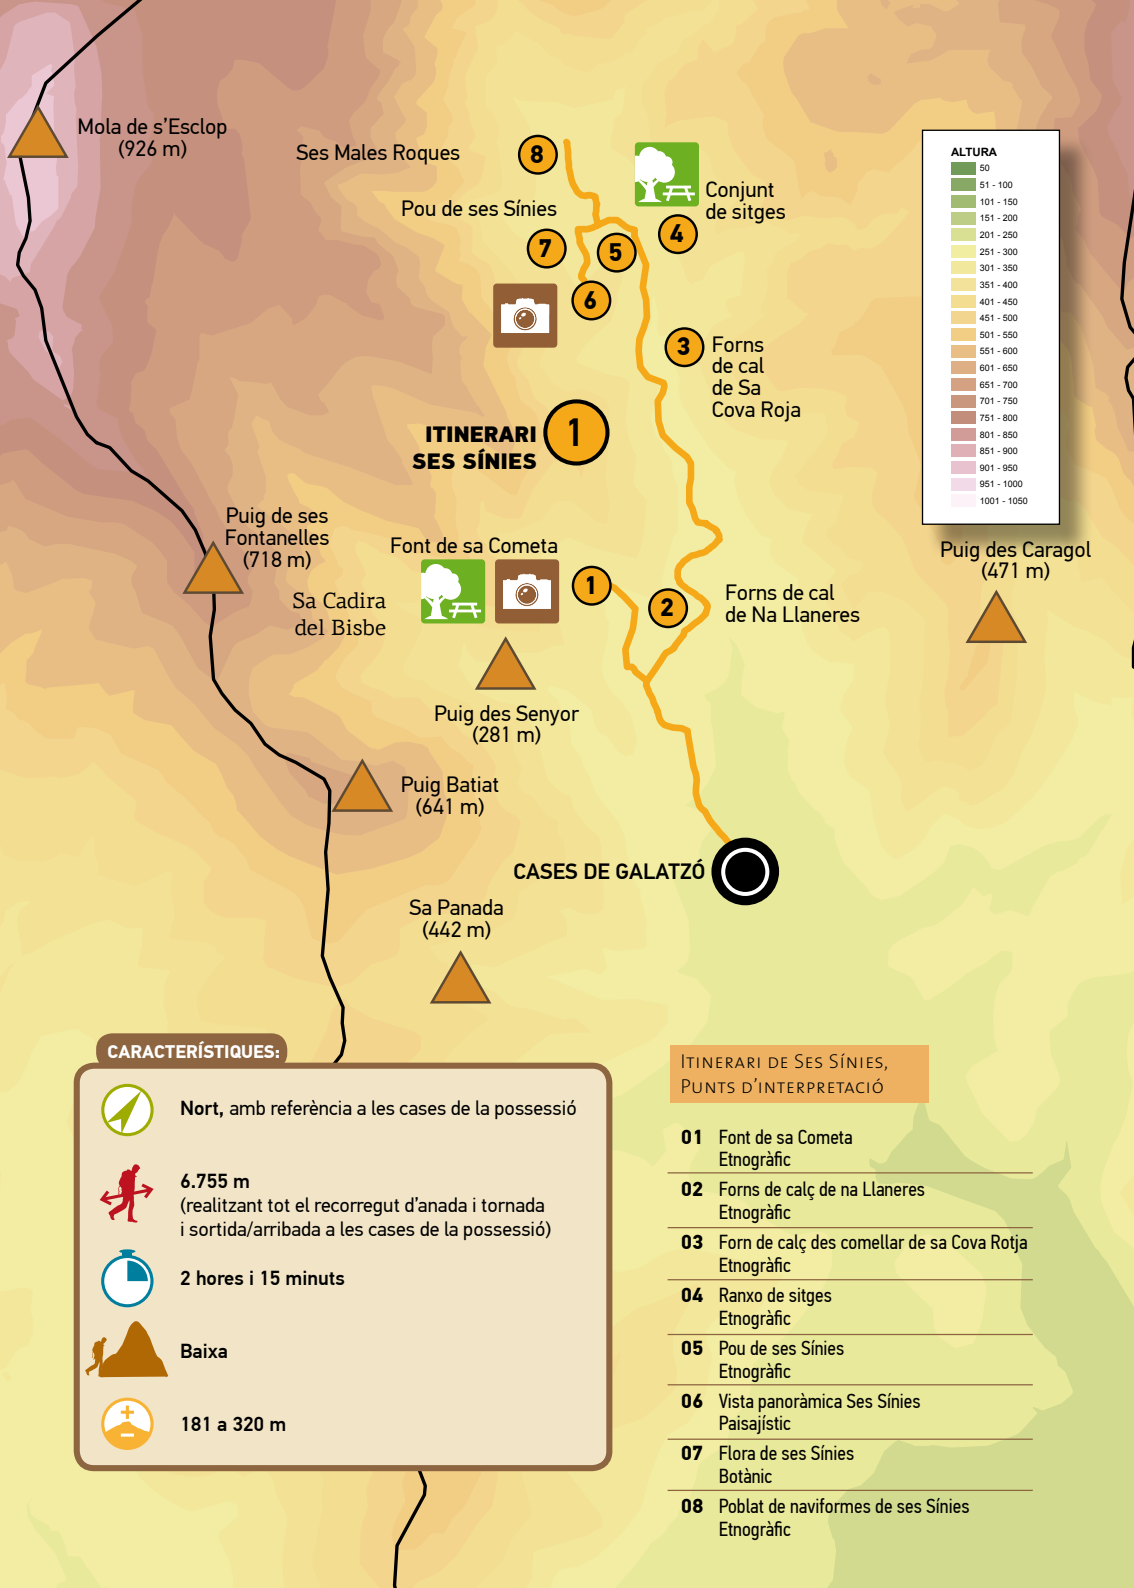 Mola de s'Esclop
(926 m)
Ses Males Roques
8
Conjunt
de sitges
Pou de ses Sínies
4
7
5
6
3
Forns
de cal
de Sa
Cova Roja
ITINERARI
SES SÍNIES
1
ALTURA
50
51 - 100
101 - 150
151 - 200
201 - 250
251 - 300
301 - 350
351 - 400
401 - 450
451 - 500
501 - 550
551 - 600
601 - 650
651 - 700
701 - 750
751 - 800
801 - 850
851 - 900
901 - 950
951 - 1000
1001 - 1050
Puig de ses
Fontanelles
(718 m)
Font de sa Cometa
Puig des Caragol
(471 m)
1
2
Forns de cal
de Na Llaneres
Sa Cadira
del Bisbe
Puig des Senyor
(281 m)
Puig Batiat
(641 m)
CASES DE GALATZÓ
Sa Panada
(442 m)
CARACTERÍSTIQUES:
Nort, amb referència a les cases de la possessió
6.755 m
(realitzant tot el recorregut d'anada i tornada
i sortida/arribada a les cases de la possessió)
2 hores i 15 minuts
Baixa
181 a 320 m
Itinerari de Ses Sínies,
Punts d'interpretació
01 Font de sa Cometa
Etnogràfic
02 Forns de calç de na Llaneres
Etnogràfic
03 Forn de calç des comellar de sa Cova Rotja
Etnogràfic
04 Ranxo de sitges
Etnogràfic
05 Pou de ses Sínies
Etnogràfic
06 Vista panoràmica Ses Sínies
Paisajístic
07 Flora de ses Sínies
Botànic
08 Poblat de naviformes de ses Sínies
Etnogràfic